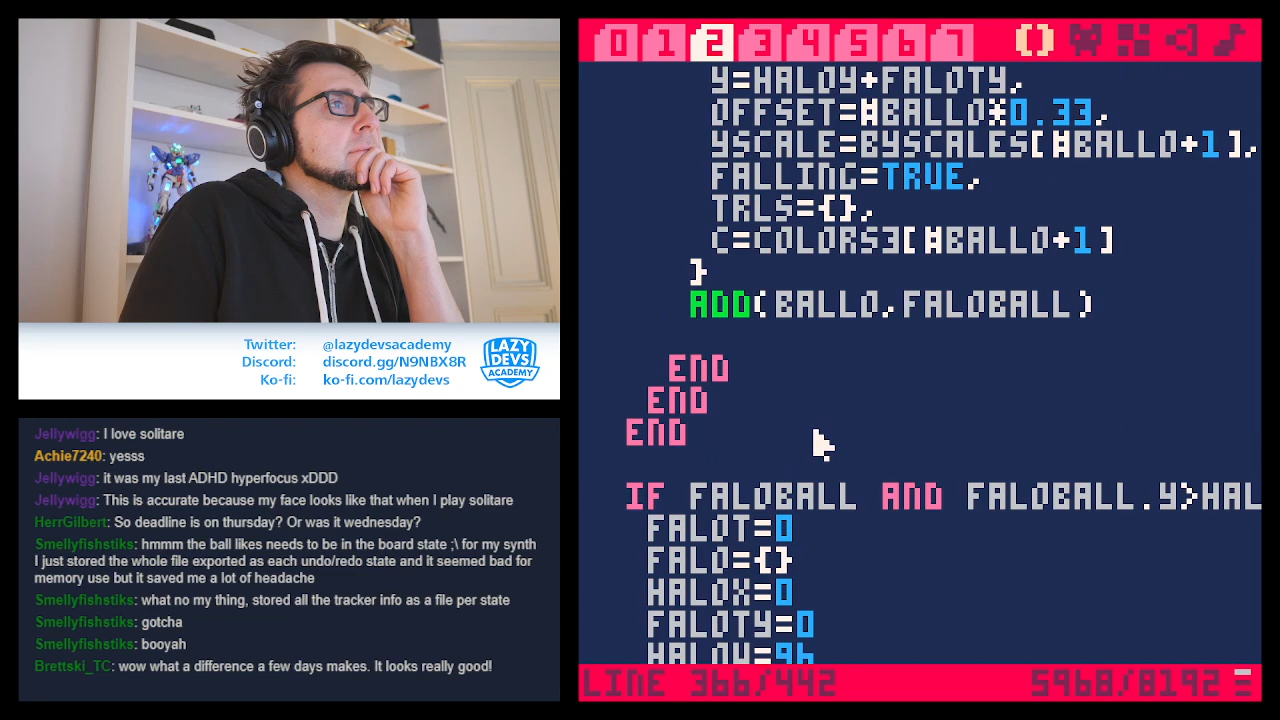 Twitter: @lazydevsacademy
Discord: discord.gg/N9NBX8R
Ko-fi: ko-fi.com/lazydevs
LAZY
DEVS
ACADEMY
Jellywigg: I love solitare
Achie7240: yesss
Jellywigg: it was my last ADHD hyperfocus xDDD
Jellywigg: This is accurate because my face looks like that when I play solitare
HerrGilbert: So deadline is on thursday? Or was it wednesday?
Smellyfishstiks: hmmm the ball likes needs to be in the board state ;\ for my synth
I just stored the whole file exported as each undo/redo state and it seemed bad for
memory use but it saved me a lot of headache
Smellyfishstiks: what no my thing, stored all the tracker info as a file per state
Smellyfishstiks: gotcha
Smellyfishstiks: booyah
Brettski_TC: wow what a difference a few days makes. It looks really good!
0 1 2 3 4 5 6 7 ()
Y=HALOY+FALOTY,
OFFSET=#BALLO*0.33,
YSCALE=BYSCALES[#BALLO+1],
FALLING=TRUE,
TRLS={},
C=COLORS3[#BALLO+1]
}
ADD(BALLO,FALOBALL)
END
END
END
IF FALOBALL AND FALOBALL.Y>HAL
FALOT=0
FALO={}
HALOX=0
FALOTY=0
HALOY=96
LINE 366/442 5968/8192